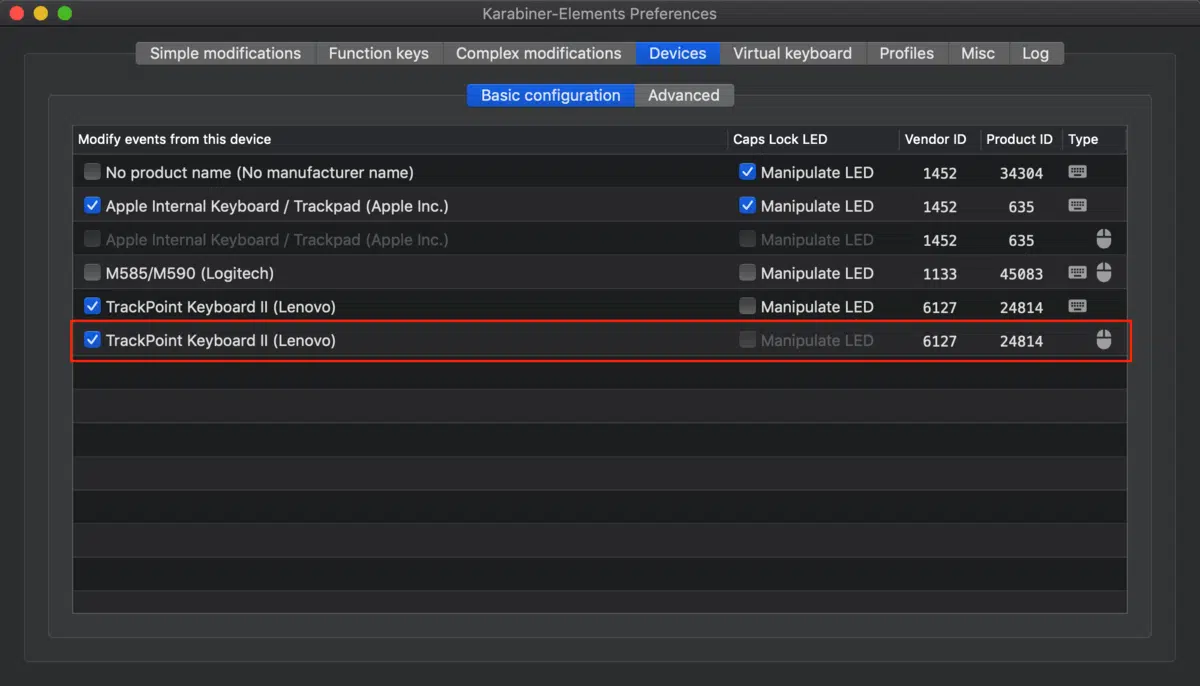 Karabiner-Elements Preferences
Simple modifications Function keys Complex modifications Devices Virtual keyboard Profiles Misc Log
Basic configuration Advanced
Modify events from this device Caps Lock LED Vendor ID Product ID Type
No product name (No manufacturer name) Manipulate LED 1452 34304
Apple Internal Keyboard / Trackpad (Apple Inc.) Manipulate LED 1452 635
Apple Internal Keyboard / Trackpad (Apple Inc.) Manipulate LED 1452 635
M585/M590 (Logitech) Manipulate LED 1133 45083
TrackPoint Keyboard II (Lenovo) Manipulate LED 6127 24814
TrackPoint Keyboard II (Lenovo) Manipulate LED 6127 24814